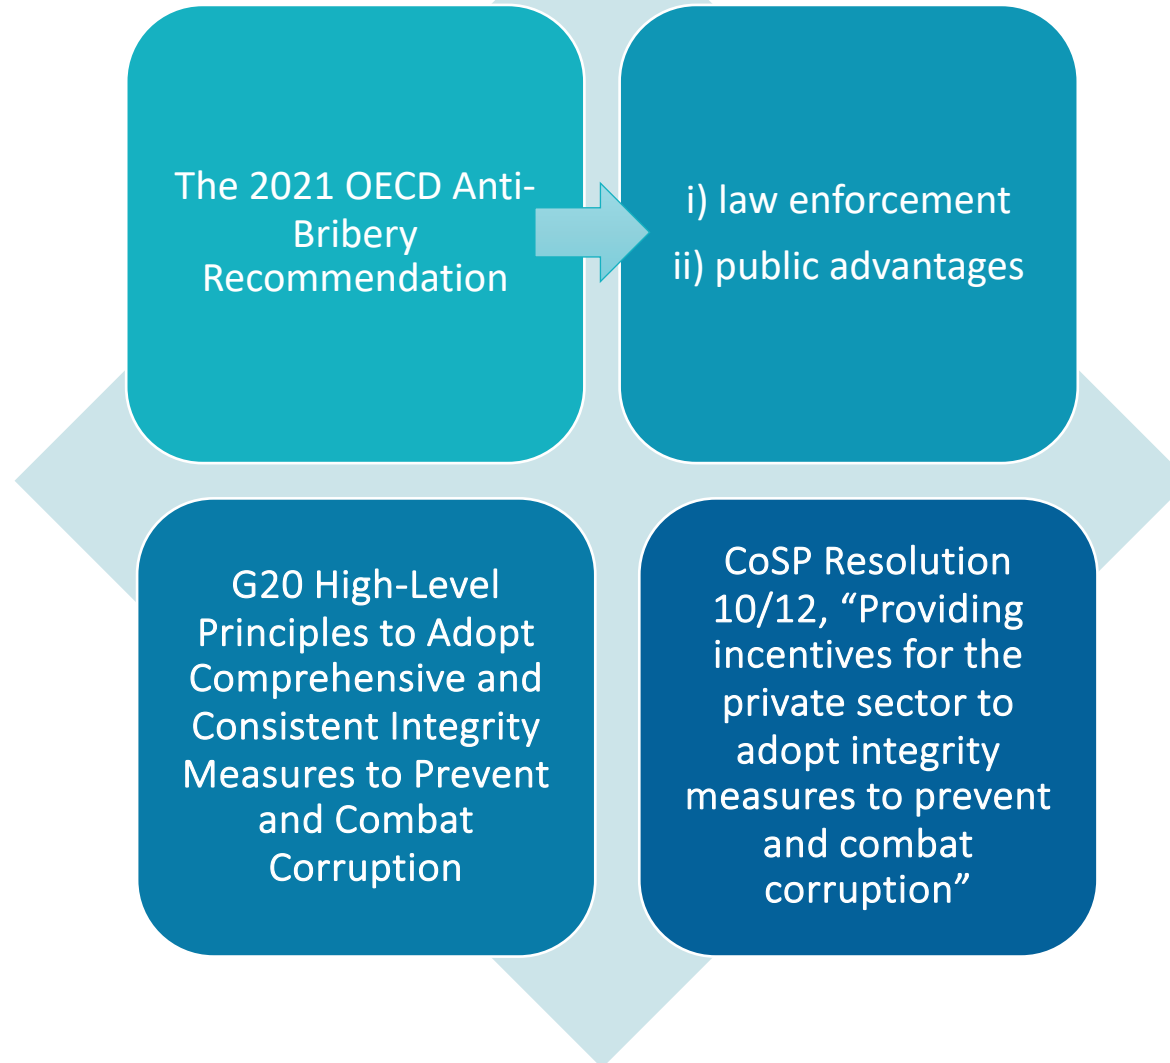 The 2021 OECD Anti-
Bribery
Recommendation
i) law enforcement
ii) public advantages
G20 High-Level
Principles to Adopt
Comprehensive and
Consistent Integrity
Measures to Prevent
and Combat
Corruption
CoSP Resolution
10/12, “Providing
incentives for the
private sector to
adopt integrity
measures to prevent
and combat
corruption”